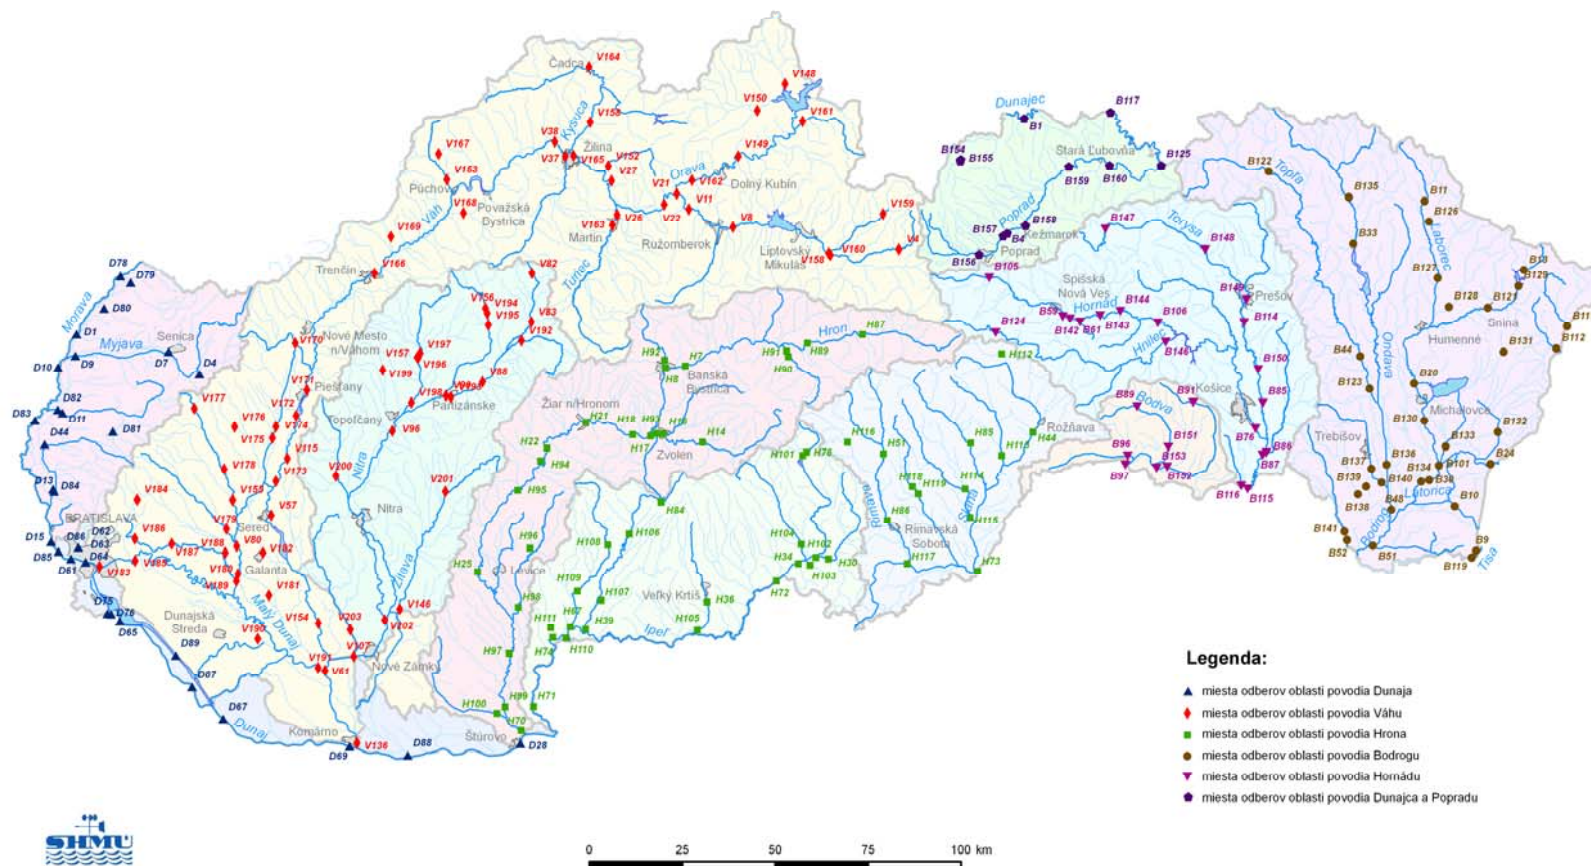 V164
Čadca
V148
V150
V161
Dunajec
B117
B1
Kysuca
V38
V37
Žilina
V165
V152
V27
V149
Orava
V162
Dolný Kubín
V167
V163
Púchov
V168
Považská
Bystrica
Váh
V21
V22
V11
V26
V163
Martin
Ružomberok
V8
V159
V4
V160
V158
Liptovský
Mikuláš
Turiec
V169
Trenčín
V166
B154
B155
Stará Ľubovňa
B125
B159
B160
Poprad
B157
B4
Kežmarok
Poprad
B156
B105
B147
Torysa
B148
B122
Topľa
B135
B11
B126
B33
Laborec
B127
B129
B128
B121
Humenné
B131
B112
D78
D79
D80
Morava
D1
Myjava
Senica
D7
D4
D9
D10
D82
D11
D83
D81
D44
D13
D84
Nové Mesto
n/Váhom
V170
V171
Piešťany
V172
V174
V177
V176
V175
V115
V178
V173
V57
V184
V179
Sereď
V186
V187
V188
V80
V182
V189
Galanta
V181
V183
V82
V194
V195
V83
V192
V197
V157
V196
V199
V198
V88
Partizánske
Topoľčany
V96
Nitra
V200
V201
Nitra
Žitava
V146
V202
V203
V107
Nové Zámky
V154
V190
V191
Malý Dunaj
Dunajská
Streda
BRATISLAVA
D62
D63
D64
D15
D86
D85
D61
D75
D76
D65
D89
D67
Dunaj
Komárno
V136
D69
D88
Štúrovo
D28
Hron
H87
H89
H91
H90
H92
H7
H8
Banská
Bystrica
Žiar n/Hronom
H21
H18
H17
Zvolen
H14
H22
H94
H95
H84
H96
Levice
H25
H98
H97
H100
H99
H70
H71
H106
H108
H109
H107
H39
H111
H74
H110
Ipeľ
Veľký Krtíš
H36
H105
H72
H104
H102
H34
H103
H30
H101
H116
H51
H118
H119
H86
Rimava
Rimavská
Sobota
H117
Slaná
H85
H114
H115
H73
H113
H44
Rožňava
H112
Spišská
Nová Ves
B124
Hornád
B59
B142
B61
B143
B144
B106
Hnilec
B146
B149
Prešov
B114
B150
B85
Košice
B76
B86
B87
B116
B115
Bodva
B89
B91
B96
B97
B151
B153
B152
Ondava
B44
B123
B20
Michalovce
B130
B132
B133
Trebišov
B136
B137
B134
B101
B24
B140
B139
B138
Latorica
B48
B10
B141
B52
Bodrog
B51
B9
B119
Tisa
Legenda:
miesta odberov oblasti povodia Dunaja
miesta odberov oblasti povodia Váhu
miesta odberov oblasti povodia Hrona
miesta odberov oblasti povodia Bodrogu
miesta odberov oblasti povodia Hornádu
miesta odberov oblasti povodia Dunajca a Popradu
SHMÚ
0 25 50 75 100 km